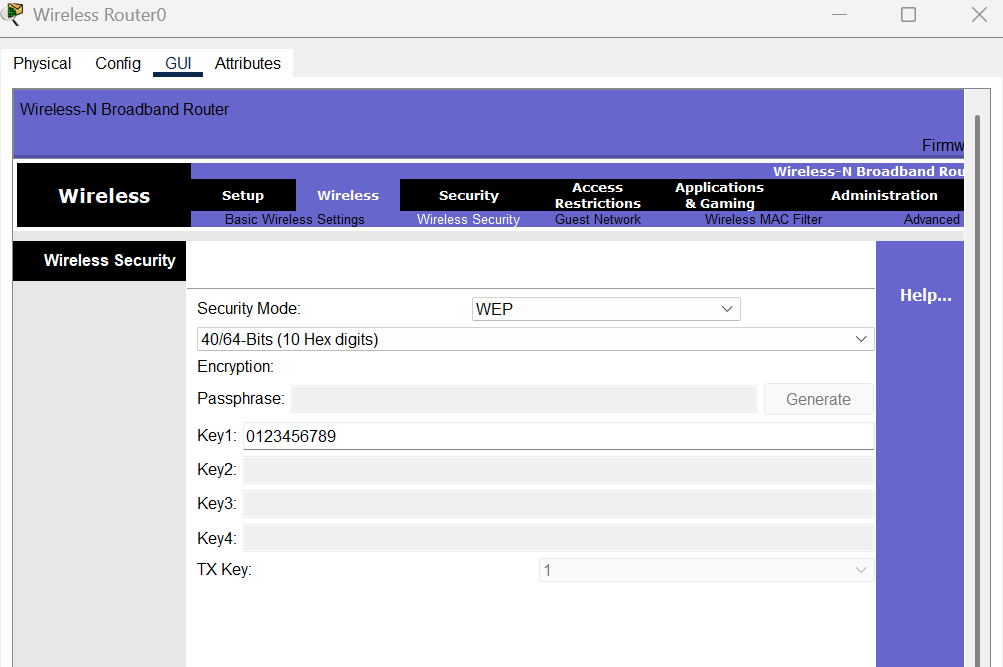 Wireless Router0
Physical Config GUI Attributes
Wireless-N Broadband Router
Firmw
Wireless-N Broadband Rou
Wireless
Setup Wireless Security Access Restrictions Applications & Gaming Administration
Basic Wireless Settings Wireless Security Guest Network Wireless MAC Filter Advanced
Wireless Security
Help...
Security Mode: WEP
40/64-Bits (10 Hex digits)
Encryption:
Passphrase: Generate
Key1: 0123456789
Key2:
Key3:
Key4:
TX Key: 1